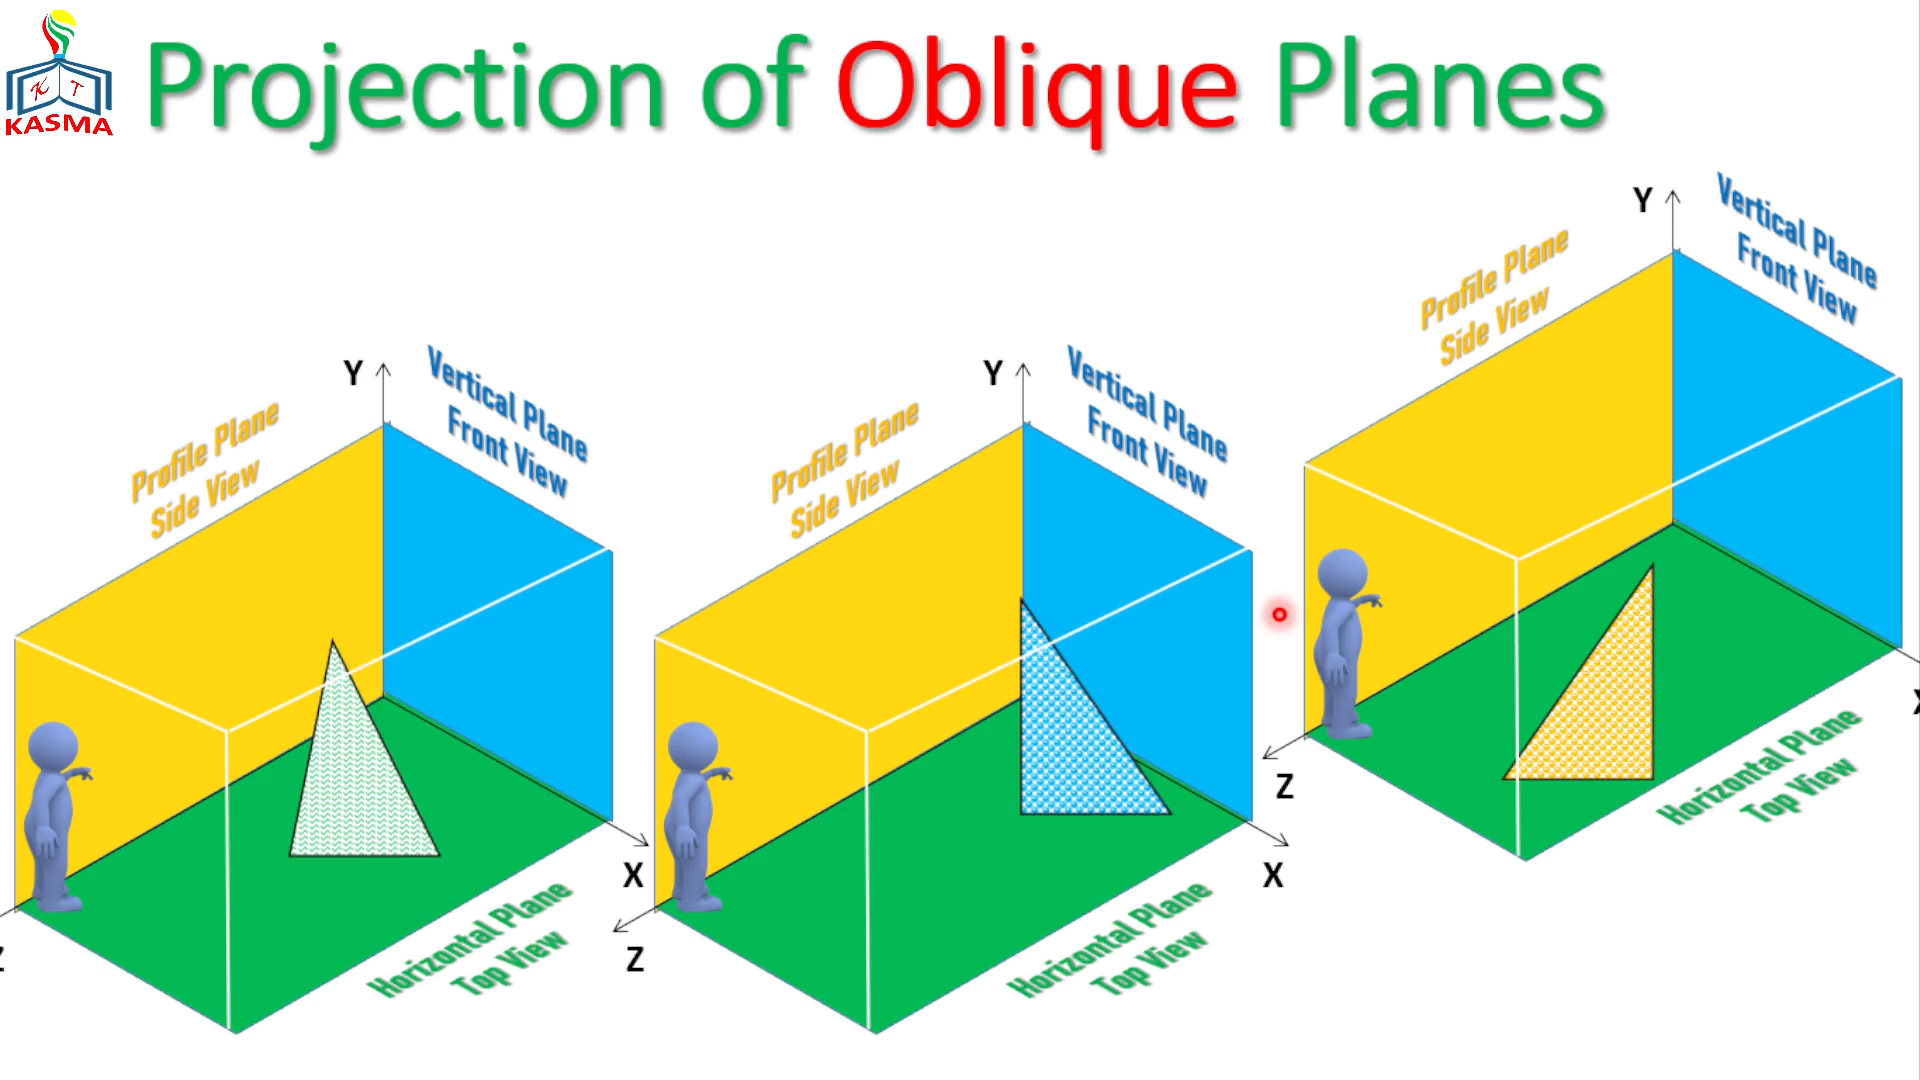 K T
KASMA
Projection of Oblique Planes
Y
Profile Plane
Side View
Vertical Plane
Front View
X
Z
Horizontal Plane
Top View
Y
Profile Plane
Side View
Vertical Plane
Front View
X
Z
Horizontal Plane
Top View
Y
Profile Plane
Side View
Vertical Plane
Front View
X
Z
Horizontal Plane
Top View